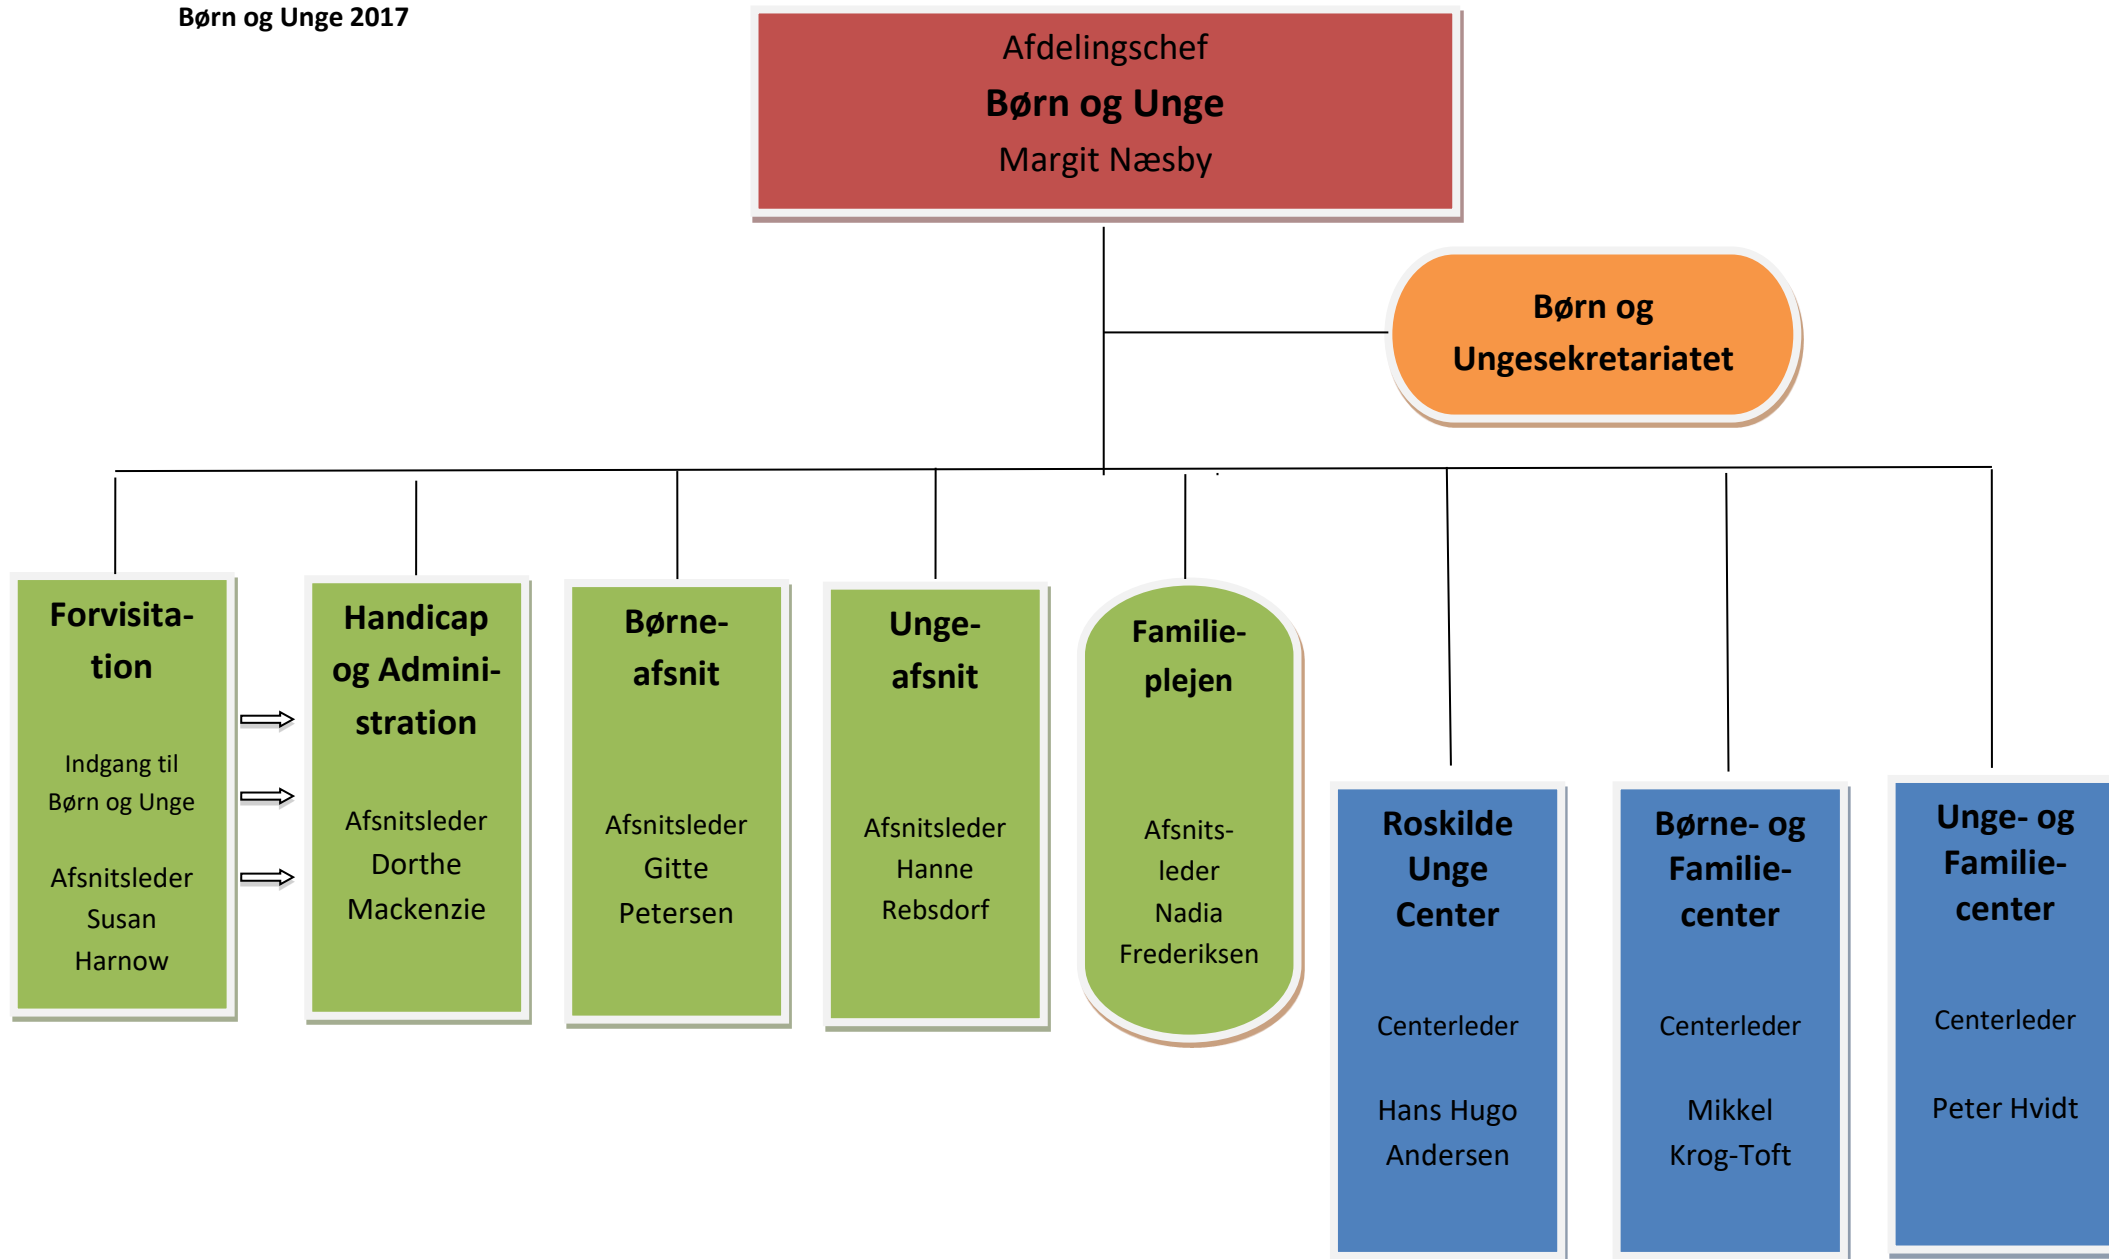 Børn og Unge 2017
Afdelingschef
Børn og Unge
Margit Næsby
Børn og
Ungesekretariatet
Forvisita-
tion
Indgang til
Børn og Unge
Afsnitsleder
Susan
Harnow
Handicap
og Admini-
stration
Afsnitsleder
Dorthe
Mackenzie
Børne-
afsnit
Afsnitsleder
Gitte
Petersen
Unge-
afsnit
Afsnitsleder
Hanne
Rebsdorf
Familie-
plejen
Afsnits-
leder
Nadia
Frederiksen
Roskilde
Unge
Center
Centerleder
Hans Hugo
Andersen
Børne- og
Familie-
center
Centerleder
Mikkel
Krog-Toft
Unge- og
Familie-
center
Centerleder
Peter Hvidt